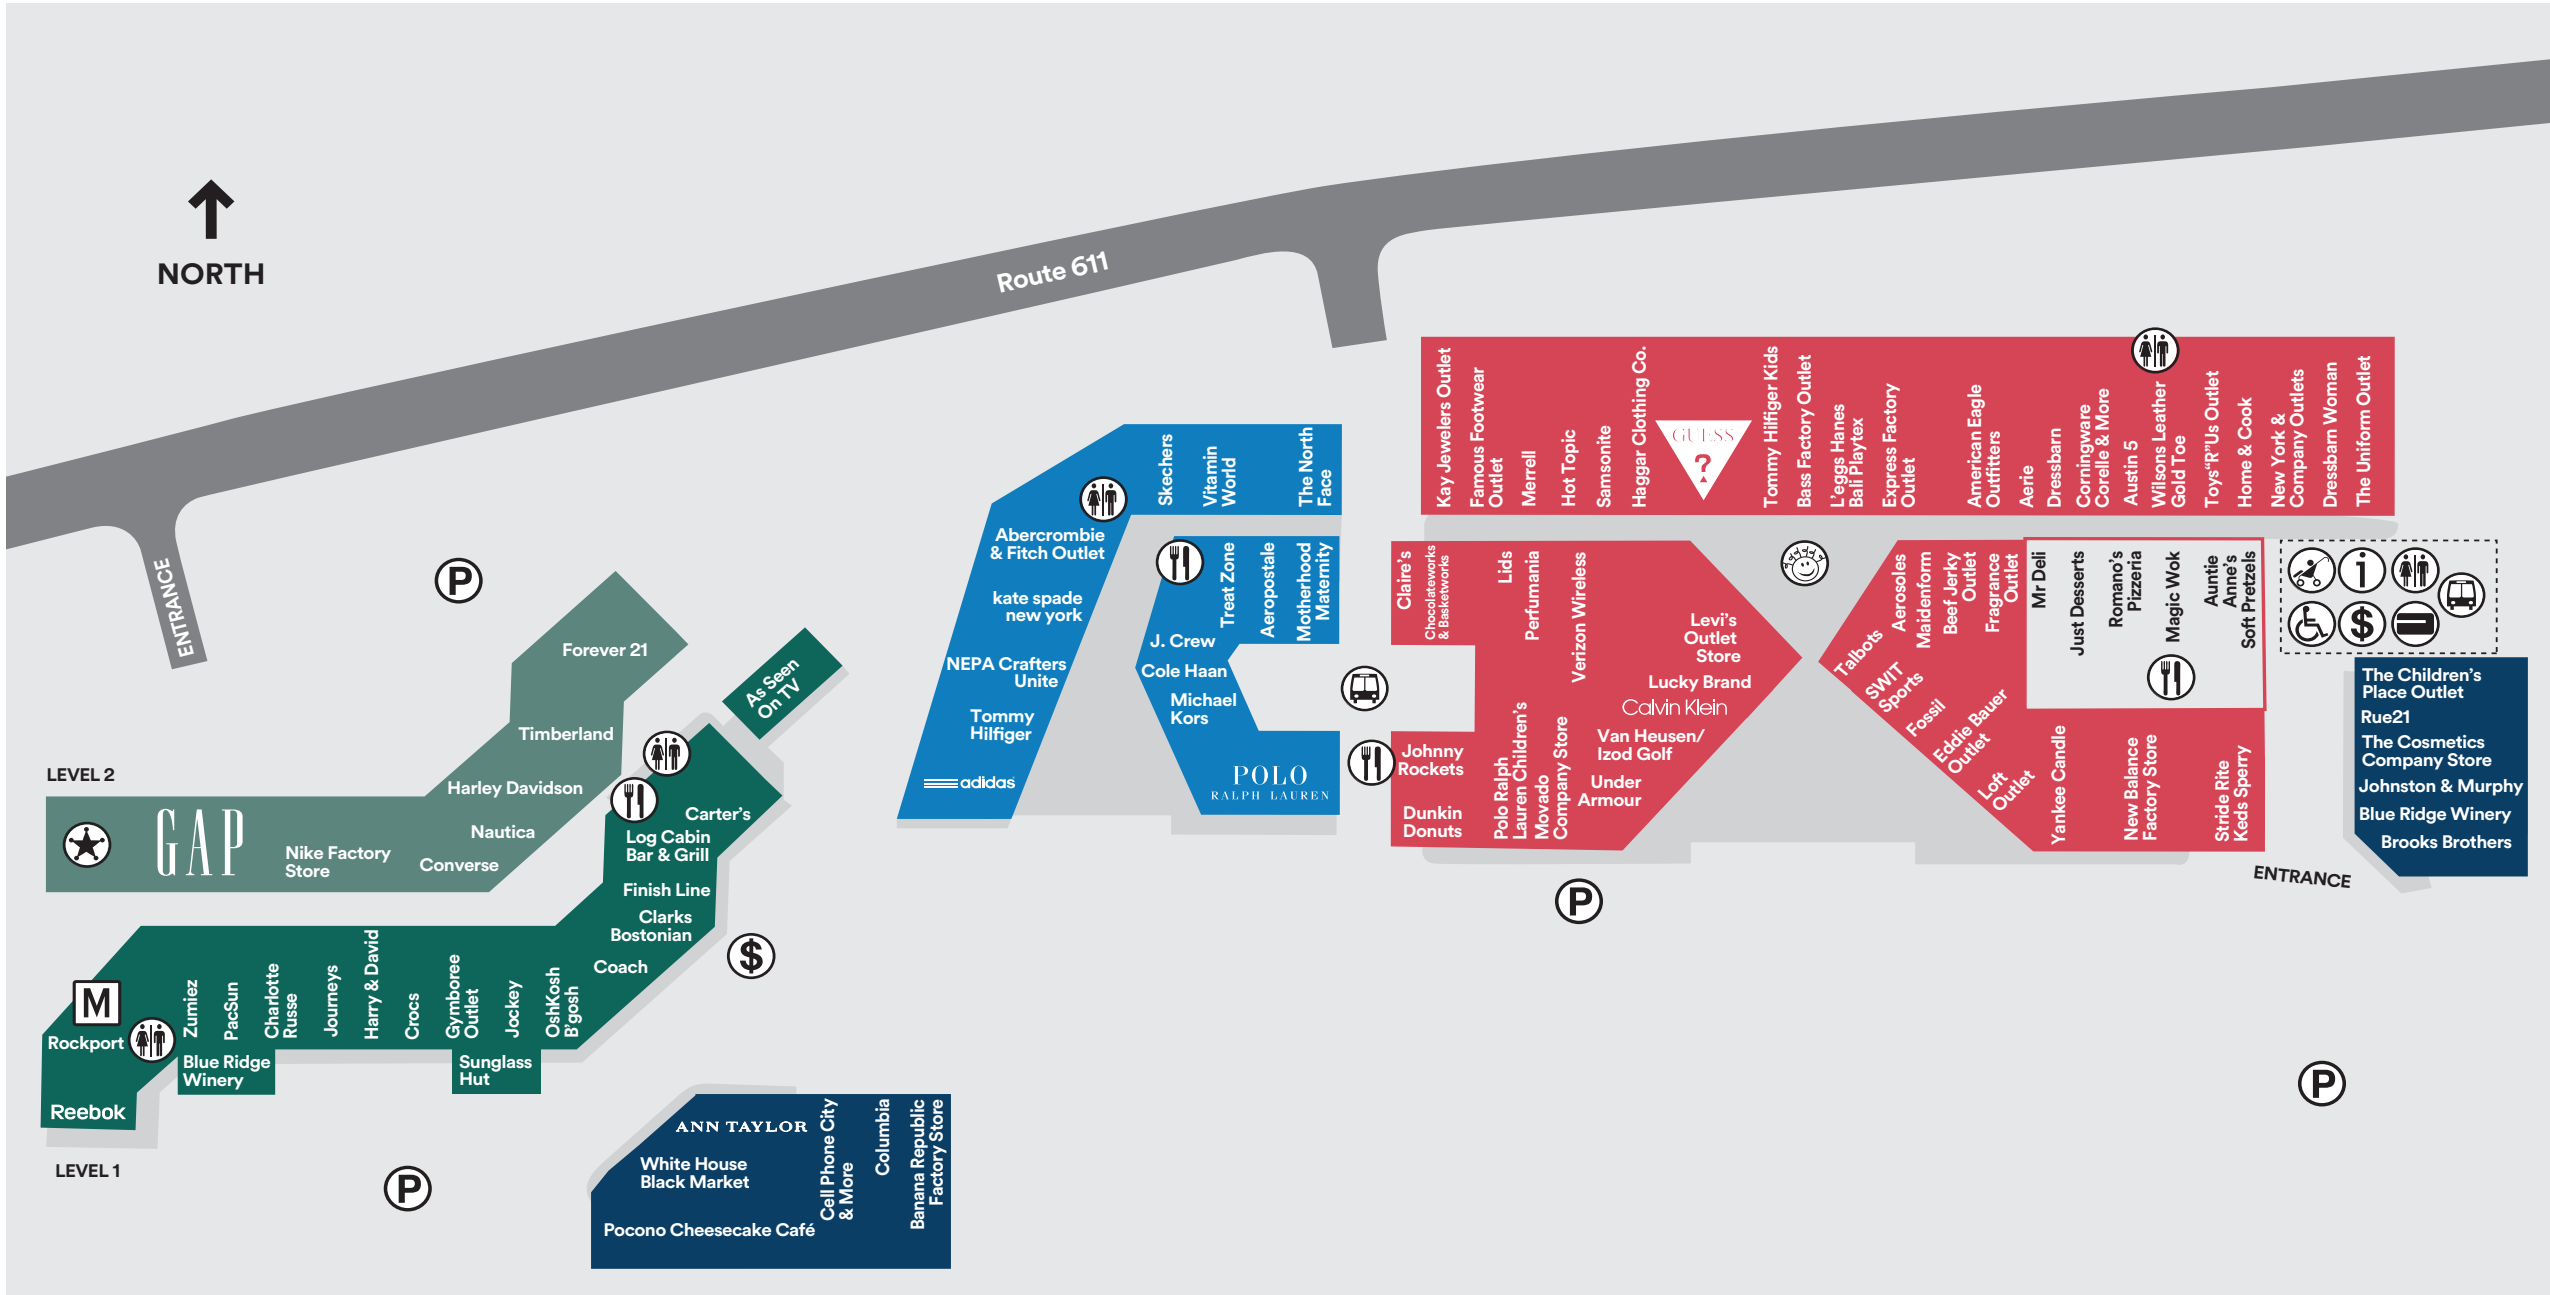 NORTH
Route 611
ENTRANCE
P
LEVEL 2
Forever 21
Timberland
Harley Davidson
Nautica
Converse
Nike Factory
Store
GAP
As Seen
On TV
Carter's
Log Cabin
Bar & Grill
Finish Line
Clarks
Bostonian
Coach
$
M
Rockport
Reebok
Zumiez
PacSun
Charlotte
Russe
Journeys
Harry & David
Crocs
Gymboree
Outlet
Jockey
OshKosh
B'gosh
Blue Ridge
Winery
Sunglass
Hut
LEVEL 1
P
ANN TAYLOR
White House
Black Market
Pocono Cheesecake Café
Cell Phone City
& More
Columbia
Banana Republic
Factory Store
Skechers
Vitamin
World
The North
Face
Abercrombie
& Fitch Outlet
kate spade
new york
NEPA Crafters
Unite
Tommy
Hilfiger
adidas
Treat Zone
Aeropostale
Motherhood
Maternity
J. Crew
Cole Haan
Michael
Kors
POLO
RALPH LAUREN
Kay Jewelers Outlet
Famous Footwear
Outlet
Merrell
Hot Topic
Samsonite
Haggar Clothing Co.
GUESS
?
Tommy Hilfiger Kids
Bass Factory Outlet
L'eggs Hanes
Bali Playtex
Express Factory
Outlet
American Eagle
Outfitters
Aerie
Dressbarn
Corningware
Corelle & More
Austin 5
Wilsons Leather
Gold Toe
Toys"R"Us Outlet
Home & Cook
New York &
Company Outlets
Dressbarn Woman
The Uniform Outlet
Claire's
Chocolateworks
& Basketworks
Lids
Perfumania
Verizon Wireless
Levi's
Outlet
Store
Lucky Brand
Calvin Klein
Van Heusen/
Izod Golf
Under
Armour
Johnny
Rockets
Dunkin
Donuts
Polo Ralph
Lauren Children's
Movado
Company Store
P
Talbots
SWIT
Sports
Fossil
Eddie Bauer
Outlet
Loft
Outlet
Aerosoles
Maidenform
Beef Jerky
Outlet
Fragrance
Outlet
Mr Deli
Just Desserts
Romano's
Pizzeria
Magic Wok
Auntie
Anne's
Soft Pretzels
Yankee Candle
New Balance
Factory Store
Stride Rite
Keds Sperry
i
$
The Children's
Place Outlet
Rue21
The Cosmetics
Company Store
Johnston & Murphy
Blue Ridge Winery
Brooks Brothers
ENTRANCE
P